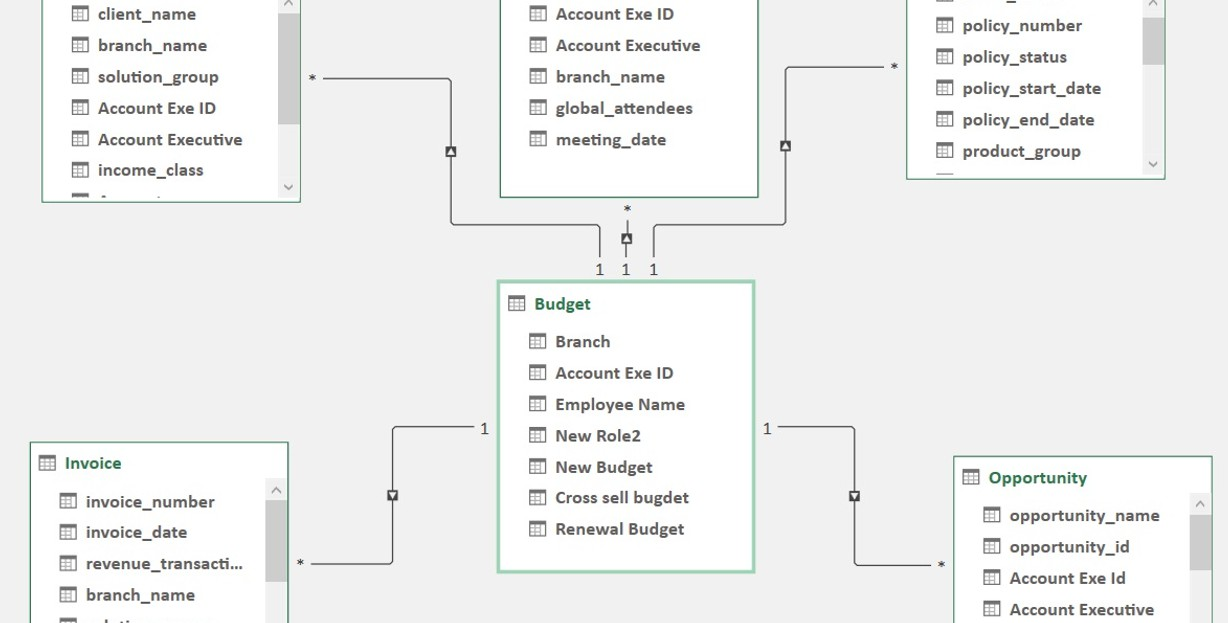 client_name
branch_name
solution_group
Account Exe ID
Account Executive
income_class
Account Exe ID
Account Executive
branch_name
global_attendees
meeting_date
policy_number
policy_status
policy_start_date
policy_end_date
product_group
*
*
*
1
1
1
Budget
Branch
Account Exe ID
Employee Name
New Role2
New Budget
Cross sell bugdet
Renewal Budget
1
1
*
*
Invoice
invoice_number
invoice_date
revenue_transacti...
branch_name
Opportunity
opportunity_name
opportunity_id
Account Exe Id
Account Executive